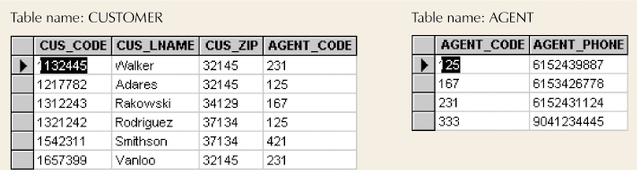 Table name: CUSTOMER
CUS_CODE CUS_LNAME CUS_ZIP AGENT_CODE
1132445 Walker 32145 231
1217782 Adares 32145 125
1312243 Rakowski 34129 167
1321242 Rodriguez 37134 125
1542311 Smithson 37134 421
1657399 Vanloo 32145 231
Table name: AGENT
AGENT_CODE AGENT_PHONE
125 6152439887
167 6153426778
231 6152431124
333 9041234445